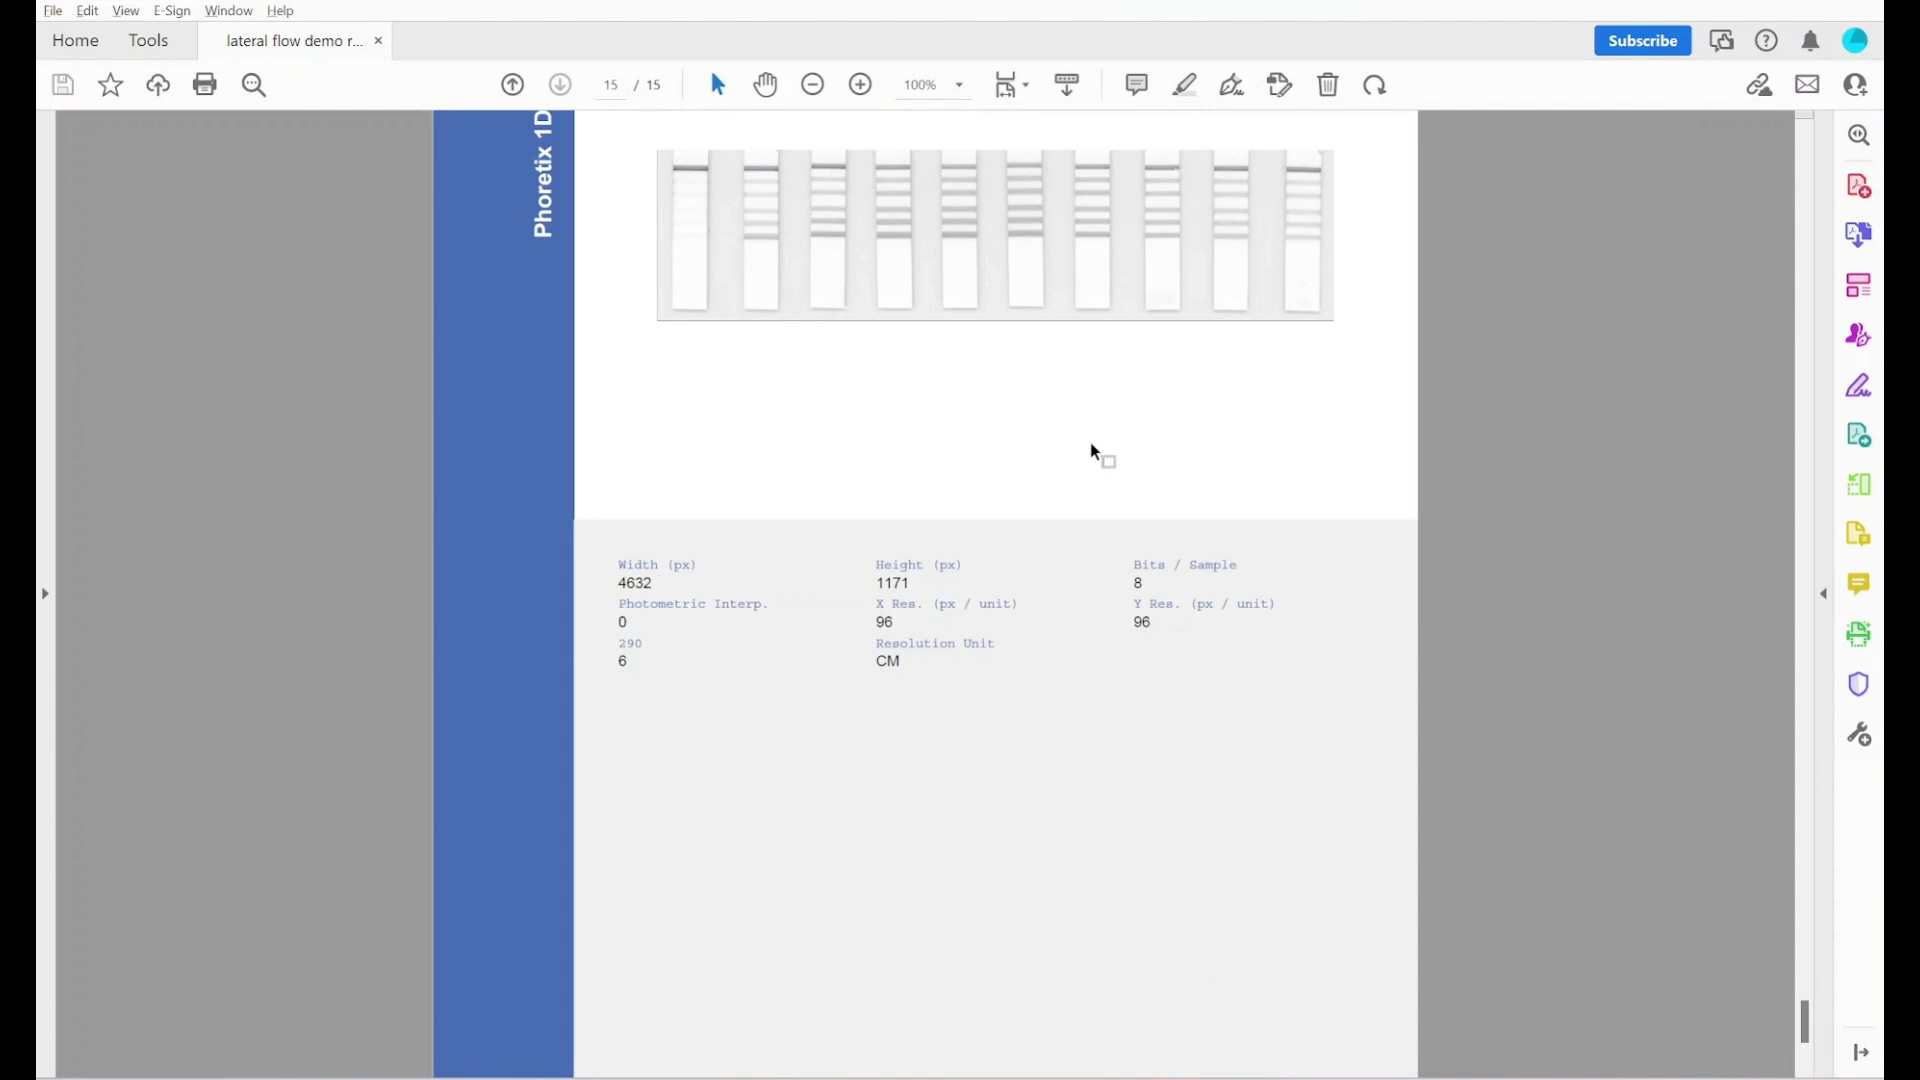 File Edit View E-Sign Window Help
Home Tools lateral flow demo r... ×
Subscribe
15 / 15
100%
Phoretix 1D
Width (px) Height (px) Bits / Sample
4632 1171 8
Photometric Interp. X Res. (px / unit) Y Res. (px / unit)
0 96 96
290 Resolution Unit
6 CM